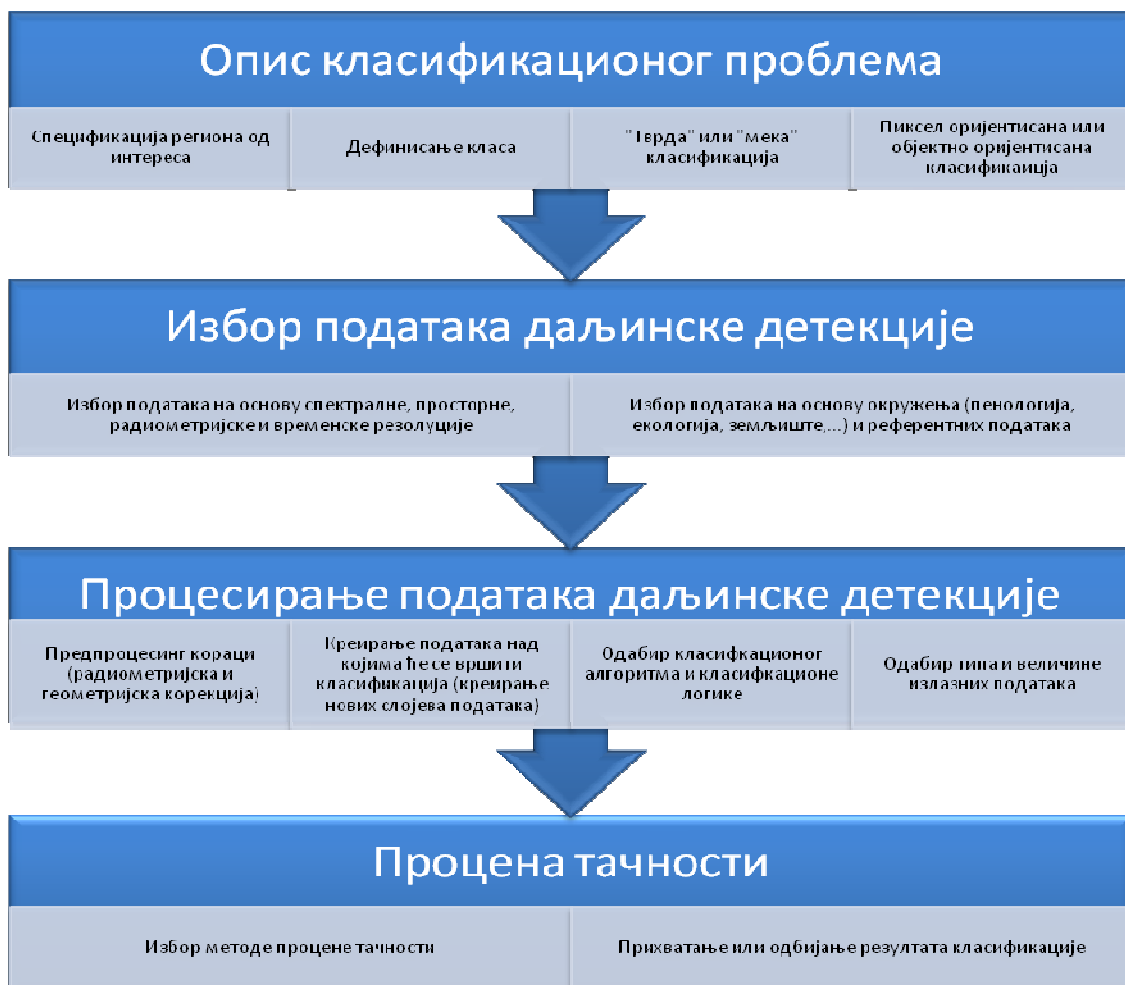 Опис класификационог проблема
Спецификација региона од
интереса
Дефинисање класа
"Тврда" или "мека"
класификација
Пиксел оријентисана или
објектно оријентисана
класификаицја
Избор података даљинске детекције
Избор података на основу спектралне, просторне,
радиометријске и временске резолуције
Избор података на основу окружења (пенологија,
екологија, земљиште,...) и референтних података
Процесирање података даљинске детекције
Предпроцесинг кораци
(радиометријска и
геометријска корекција)
Креирање података над
којима ће се вршити
класификација (креирање
нових слојева података)
Одабир класифкационог
алгоритма и класифкационе
логике
Одабир типа и величине
излазних података
Процена тачности
Избор методе процене тачности
Прихватање или одбијање резултата класификације